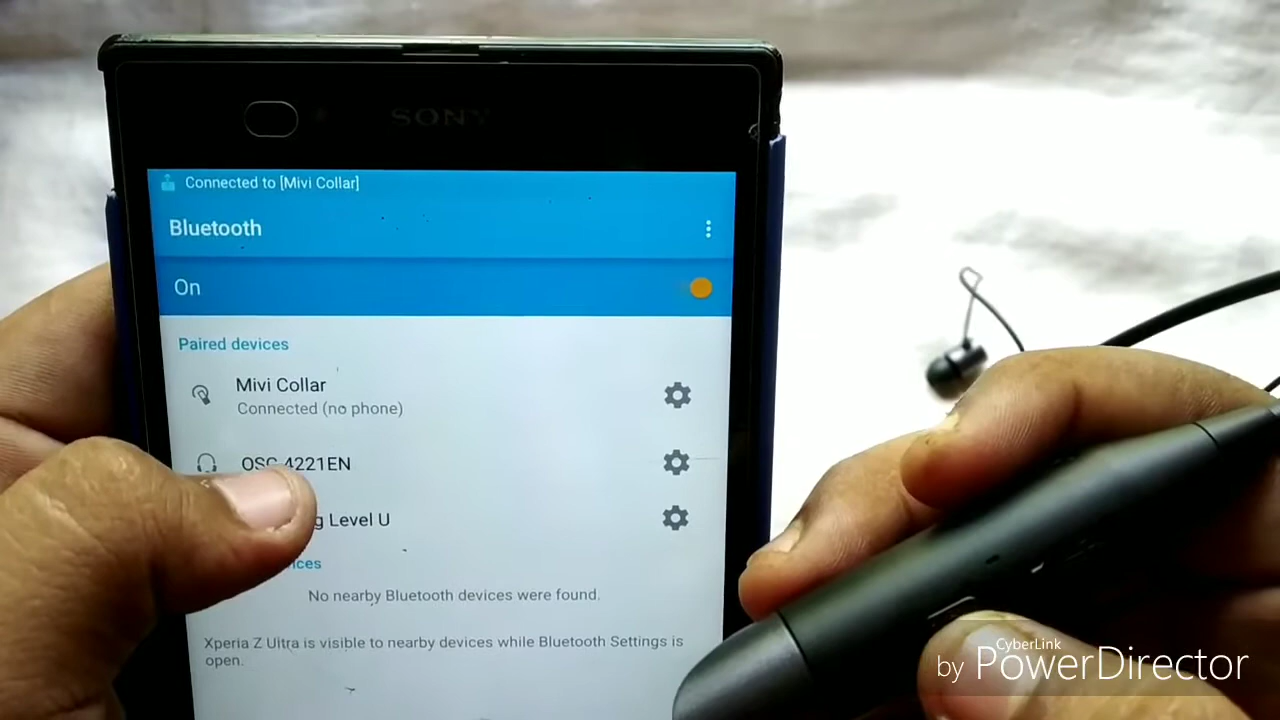 SONY
Connected to [Mivi Collar]
Bluetooth
On
Paired devices
Mivi Collar
Connected (no phone)
OSC 4221EN
Level U
No nearby Bluetooth devices were found.
Xperia Z Ultra is visible to nearby devices while Bluetooth Settings is
open.
CyberLink
by PowerDirector